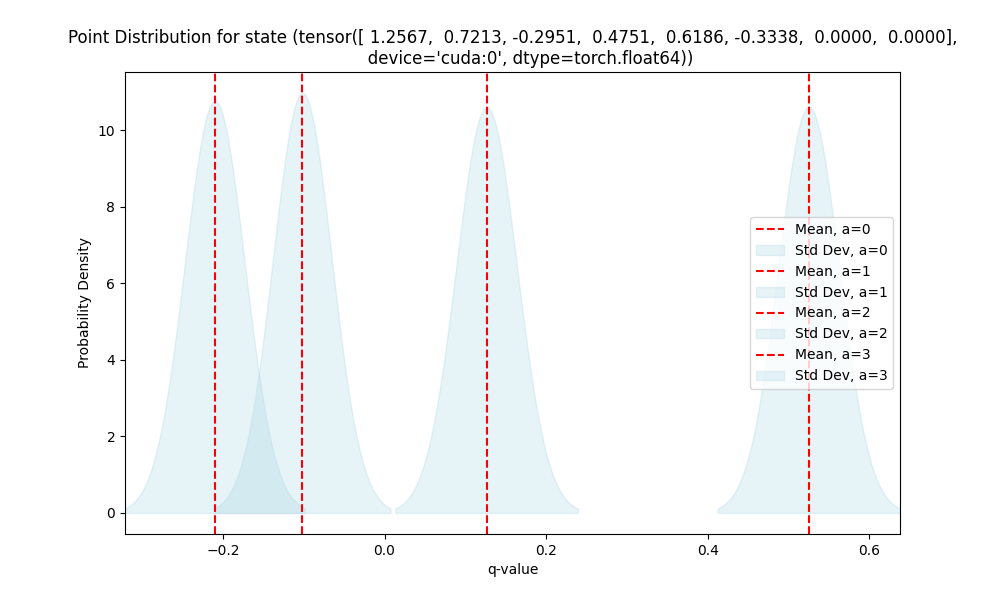 Point Distribution for state (tensor([ 1.2567,  0.7213, -0.2951,  0.4751,  0.6186, -0.3338,  0.0000,  0.0000],
device='cuda:0', dtype=torch.float64))
Probability Density
10
8
6
4
2
0
−0.2
0.0
0.2
0.4
0.6
q-value
Mean, a=0
Std Dev, a=0
Mean, a=1
Std Dev, a=1
Mean, a=2
Std Dev, a=2
Mean, a=3
Std Dev, a=3